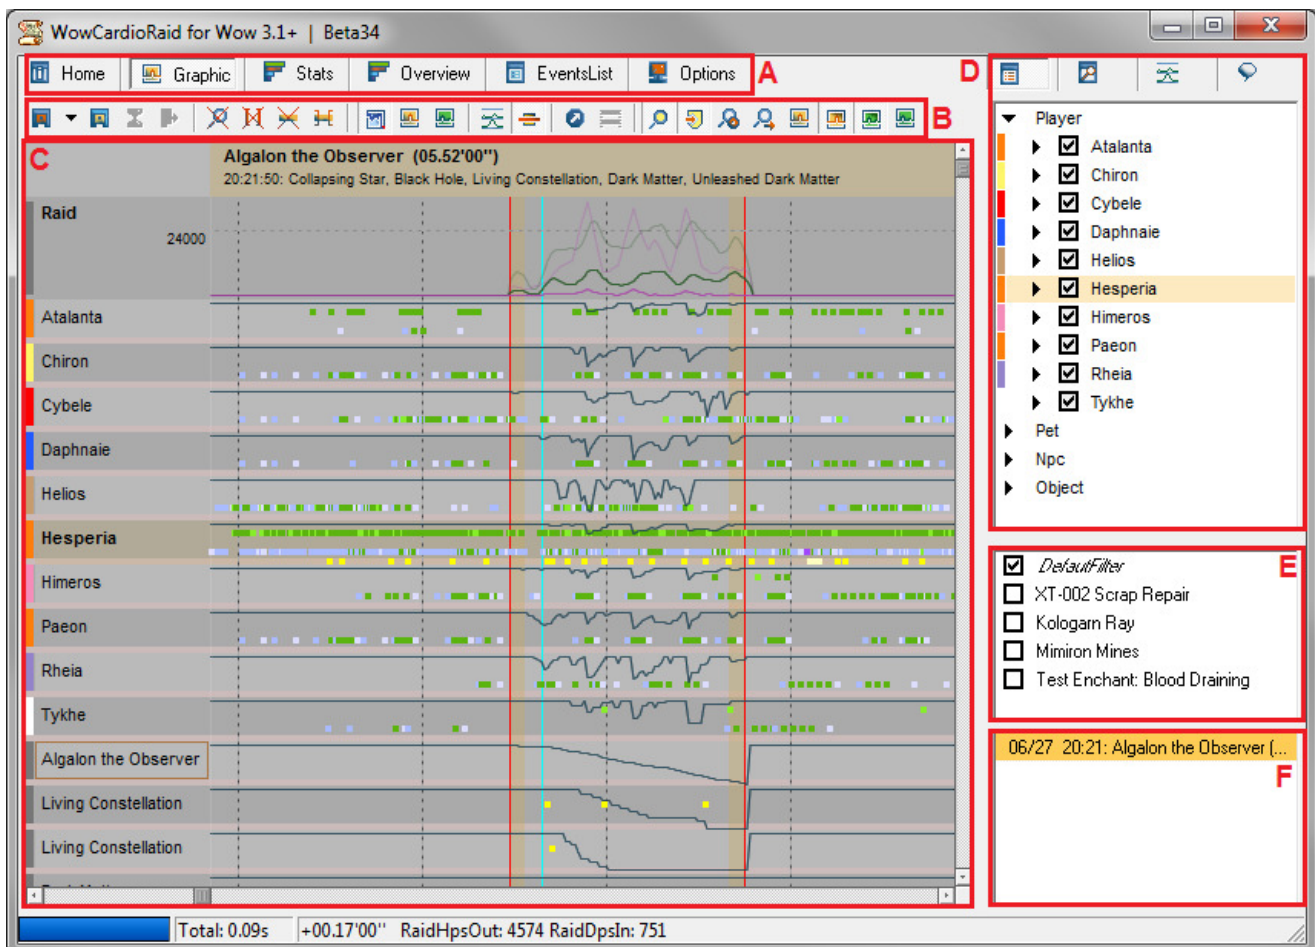 WowCardioRaid for Wow 3.1+ | Beta34
Home Graphic Stats Overview EventsList Options A
B
C
Algalon the Observer (05.52'00")
20:21:50: Collapsing Star, Black Hole, Living Constellation, Dark Matter, Unleashed Dark Matter
Raid
24000
Atalanta
Chiron
Cybele
Daphnaie
Helios
Hesperia
Himeros
Paeon
Rheia
Tykhe
Algalon the Observer
Living Constellation
Living Constellation
D
Player
Atalanta
Chiron
Cybele
Daphnaie
Helios
Hesperia
Himeros
Paeon
Rheia
Tykhe
Pet
Npc
Object
DefautFilter E
XT-002 Scrap Repair
Kologarn Ray
Mimiron Mines
Test Enchant: Blood Draining
06/27 20:21: Algalon the Observer (...
F
Total: 0.09s +00.17'00'' RaidHpsOut: 4574 RaidDpsIn: 751